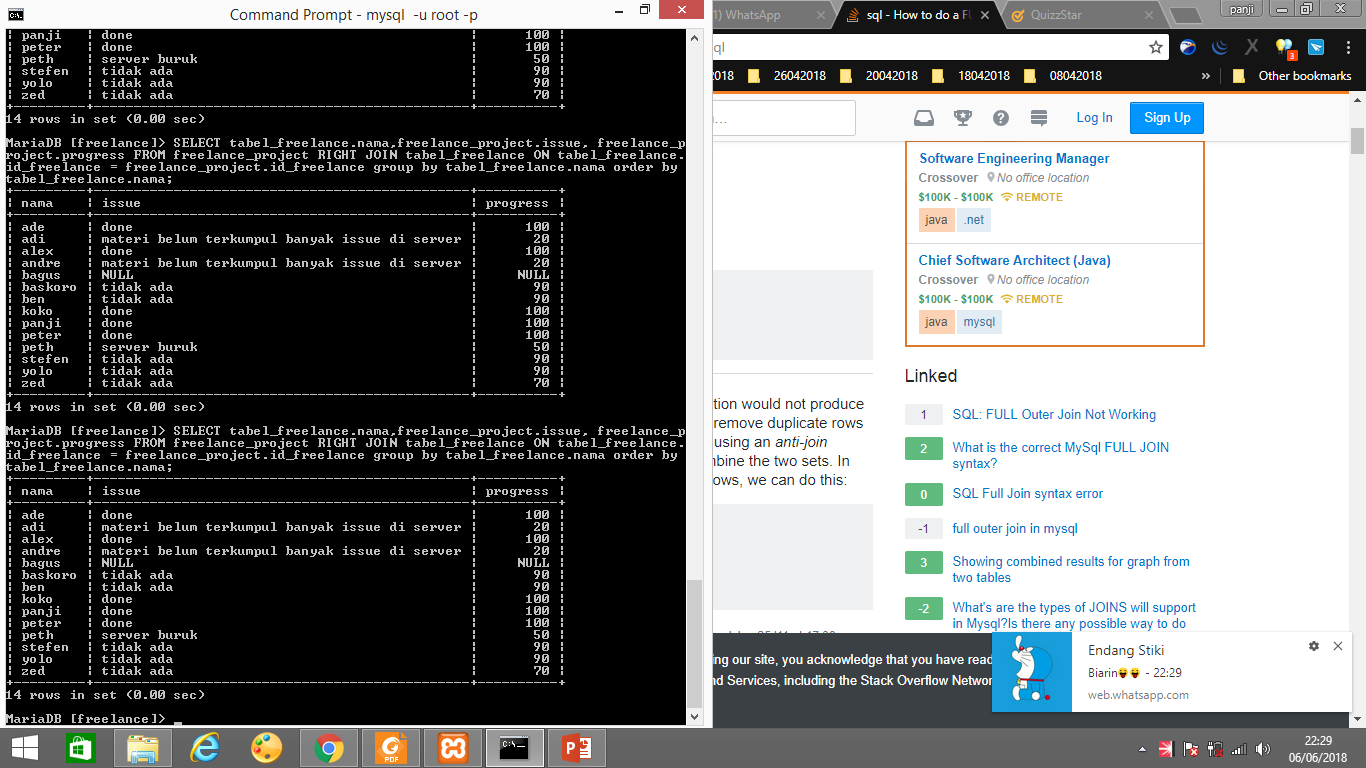 Command Prompt - mysql  -u root -p
| panji   | done                                        |      100 |
| peter   | done                                        |      100 |
| peth    | server buruk                                |       50 |
| stefen  | tidak ada                                   |       90 |
| yolo    | tidak ada                                   |       90 |
| zed     | tidak ada                                   |       70 |
14 rows in set (0.00 sec)
MariaDB [freelance]> SELECT tabel_freelance.nama,freelance_project.issue, freelance_p
roject.progress FROM freelance_project RIGHT JOIN tabel_freelance ON tabel_freelance.
id_freelance = freelance_project.id_freelance group by tabel_freelance.nama order by
tabel_freelance.nama;
| nama    | issue                                       | progress |
| ade     | done                                        |      100 |
| adi     | materi belum terkumpul banyak issue di server |       20 |
| alex    | done                                        |      100 |
| andre   | materi belum terkumpul banyak issue di server |       20 |
| bagus   | NULL                                        |     NULL |
| baskoro | tidak ada                                   |       90 |
| ben     | tidak ada                                   |       90 |
| koko    | done                                        |      100 |
| panji   | done                                        |      100 |
| peter   | done                                        |      100 |
| peth    | server buruk                                |       50 |
| stefen  | tidak ada                                   |       90 |
| yolo    | tidak ada                                   |       90 |
| zed     | tidak ada                                   |       70 |
14 rows in set (0.00 sec)
MariaDB [freelance]> SELECT tabel_freelance.nama,freelance_project.issue, freelance_p
roject.progress FROM freelance_project RIGHT JOIN tabel_freelance ON tabel_freelance.
id_freelance = freelance_project.id_freelance group by tabel_freelance.nama order by
tabel_freelance.nama;
| nama    | issue                                       | progress |
| ade     | done                                        |      100 |
| adi     | materi belum terkumpul banyak issue di server |       20 |
| alex    | done                                        |      100 |
| andre   | materi belum terkumpul banyak issue di server |       20 |
| bagus   | NULL                                        |     NULL |
| baskoro | tidak ada                                   |       90 |
| ben     | tidak ada                                   |       90 |
| koko    | done                                        |      100 |
| panji   | done                                        |      100 |
| peter   | done                                        |      100 |
| peth    | server buruk                                |       50 |
| stefen  | tidak ada                                   |       90 |
| yolo    | tidak ada                                   |       90 |
| zed     | tidak ada                                   |       70 |
14 rows in set (0.00 sec)
MariaDB [freelance]> _
1) WhatsApp
sql - How to do a FU
QuizzStar
panji
ql
3
2018 26042018 20042018 18042018 08042018 » Other bookmarks
...
Log In
Sign Up
Software Engineering Manager
Crossover No office location
$100K - $100K REMOTE
java .net
Chief Software Architect (Java)
Crossover No office location
$100K - $100K REMOTE
java mysql
Linked
1 SQL: FULL Outer Join Not Working
2 What is the correct MySql FULL JOIN
syntax?
0 SQL Full Join syntax error
-1 full outer join in mysql
3 Showing combined results for graph from
two tables
-2 What's are the types of JOINS will support
in Mysql?Is there any possible way to do
tion would not produce
remove duplicate rows
using an anti-join
nbine the two sets. In
ows, we can do this:
ing our site, you acknowledge that you have read
nd Services, including the Stack Overflow Networ
Endang Stiki
Biarin😝😝 - 22:29
web.whatsapp.com
PDF
22:29
06/06/2018